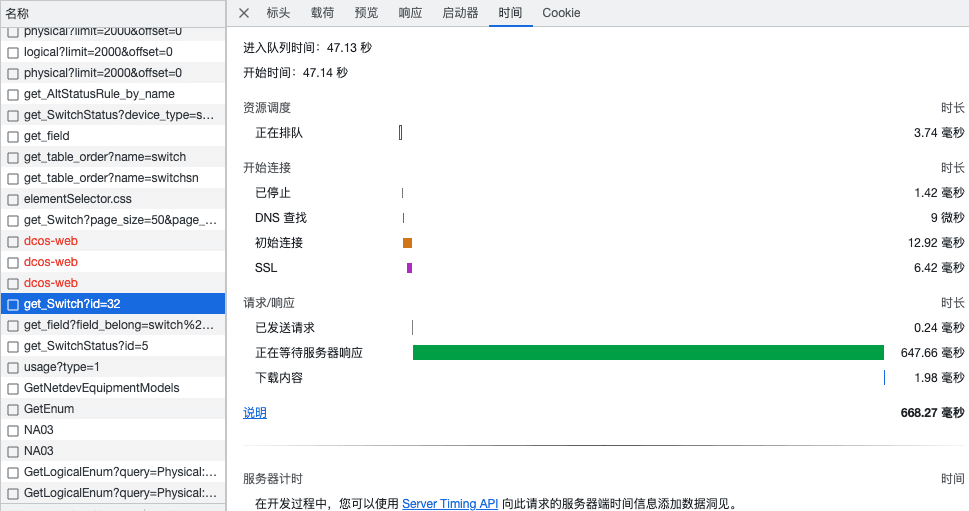 名称
physical?limit=2000&offset=0
logical?limit=2000&offset=0
physical?limit=2000&offset=0
get_AltStatusRule_by_name
get_SwitchStatus?device_type=s...
get_field
get_table_order?name=switch
get_table_order?name=switchsn
elementSelector.css
get_Switch?page_size=50&page_...
dcos-web
dcos-web
dcos-web
get_Switch?id=32
get_field?field_belong=switch%2...
get_SwitchStatus?id=5
usage?type=1
GetNetdevEquipmentModels
GetEnum
NA03
NA03
GetLogicalEnum?query=Physical:...
GetLogicalEnum?query=Physical:...
标头 载荷 预览 响应 启动器 时间 Cookie
进入队列时间：47.13 秒
开始时间：47.14 秒
资源调度 时长
正在排队 3.74 毫秒
开始连接 时长
已停止 1.42 毫秒
DNS 查找 9 微秒
初始连接 12.92 毫秒
SSL 6.42 毫秒
请求/响应 时长
已发送请求 0.24 毫秒
正在等待服务器响应 647.66 毫秒
下载内容 1.98 毫秒
说明 668.27 毫秒
服务器计时 时间
在开发过程中，您可以使用 Server Timing API 向此请求的服务器端时间信息添加数据洞见。